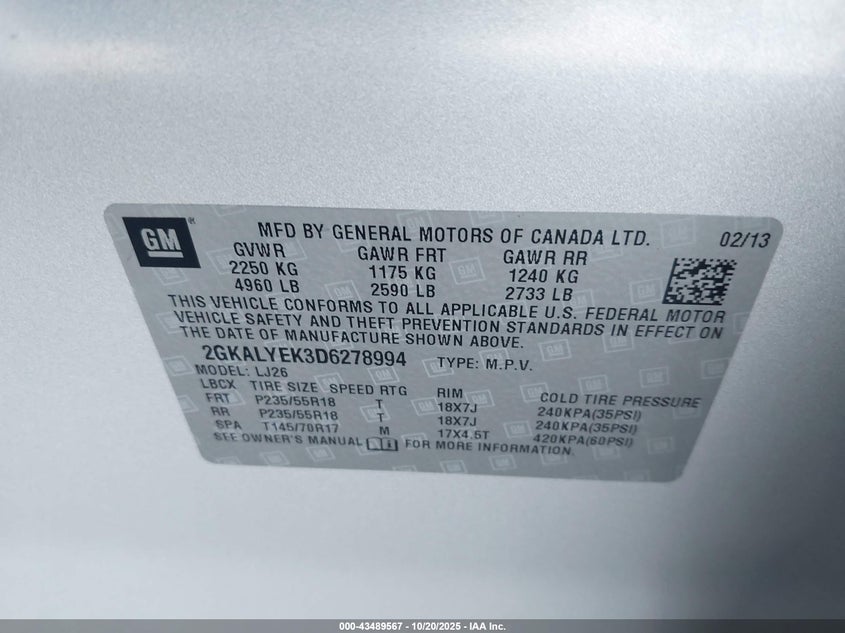 GM
MFD BY GENERAL MOTORS OF CANADA LTD. 02/13
GVWR GAWR FRT GAWR RR
2250 KG 1175 KG 1240 KG
4960 LB 2590 LB 2733 LB
THIS VEHICLE CONFORMS TO ALL APPLICABLE U.S. FEDERAL MOTOR
VEHICLE SAFETY AND THEFT PREVENTION STANDARDS IN EFFECT ON
THE DATE OF MANUFACTURE SHOWN ABOVE.
2GKALYEK3D6278994 TYPE: M.P.V.
MODEL: LJ26
LBCX TIRE SIZE SPEED RTG RIM COLD TIRE PRESSURE
FRT P235/55R18 T 18X7J 240KPA(35PSI)
RR P235/55R18 T 18X7J 240KPA(35PSI)
SPA T145/70R17 M 17X4.5T 420KPA(60PSI)
SEE OWNER'S MANUAL FOR MORE INFORMATION.
000-43489567 - 10/20/2025 - IAA Inc.